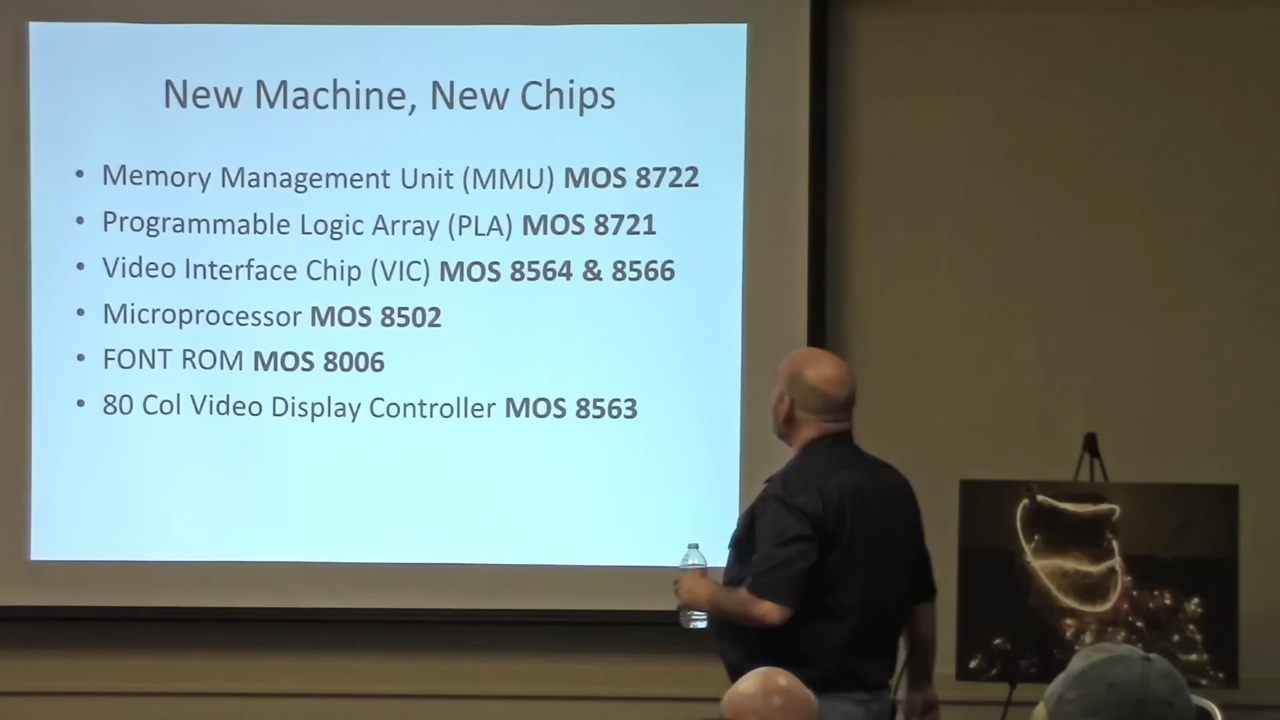 New Machine, New Chips
• Memory Management Unit (MMU) MOS 8722
• Programmable Logic Array (PLA) MOS 8721
• Video Interface Chip (VIC) MOS 8564 & 8566
• Microprocessor MOS 8502
• FONT ROM MOS 8006
• 80 Col Video Display Controller MOS 8563